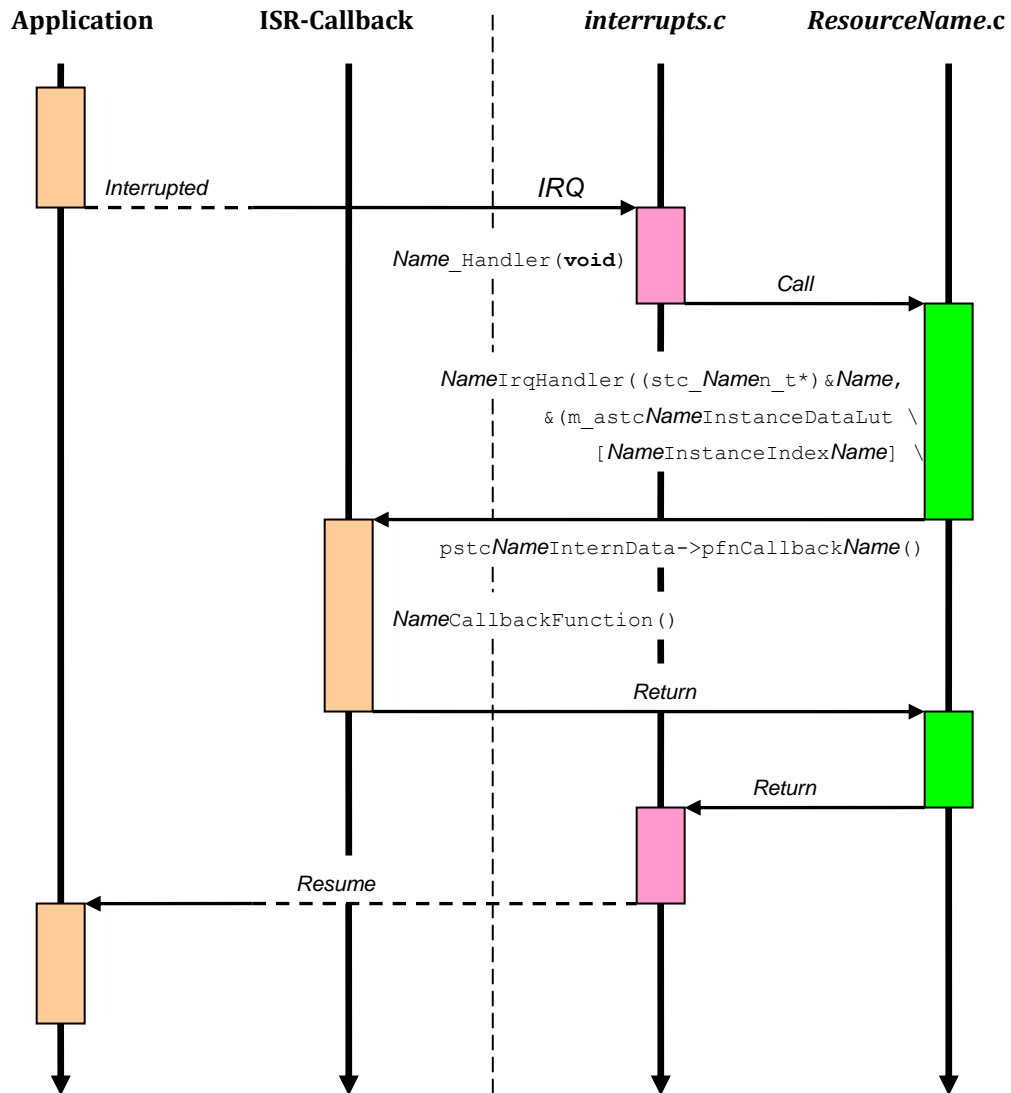 Application ISR-Callback interrupts.c ResourceName.c
Interrupted IRQ
Name_Handler(void)
Call
NameIrqHandler((stc_Namen_t*)&Name,
&(m_astcNameInstanceDataLut \
[NameInstanceIndexName] \
pstcNameInternData->pfnCallbackName()
NameCallbackFunction()
Return
Return
Resume